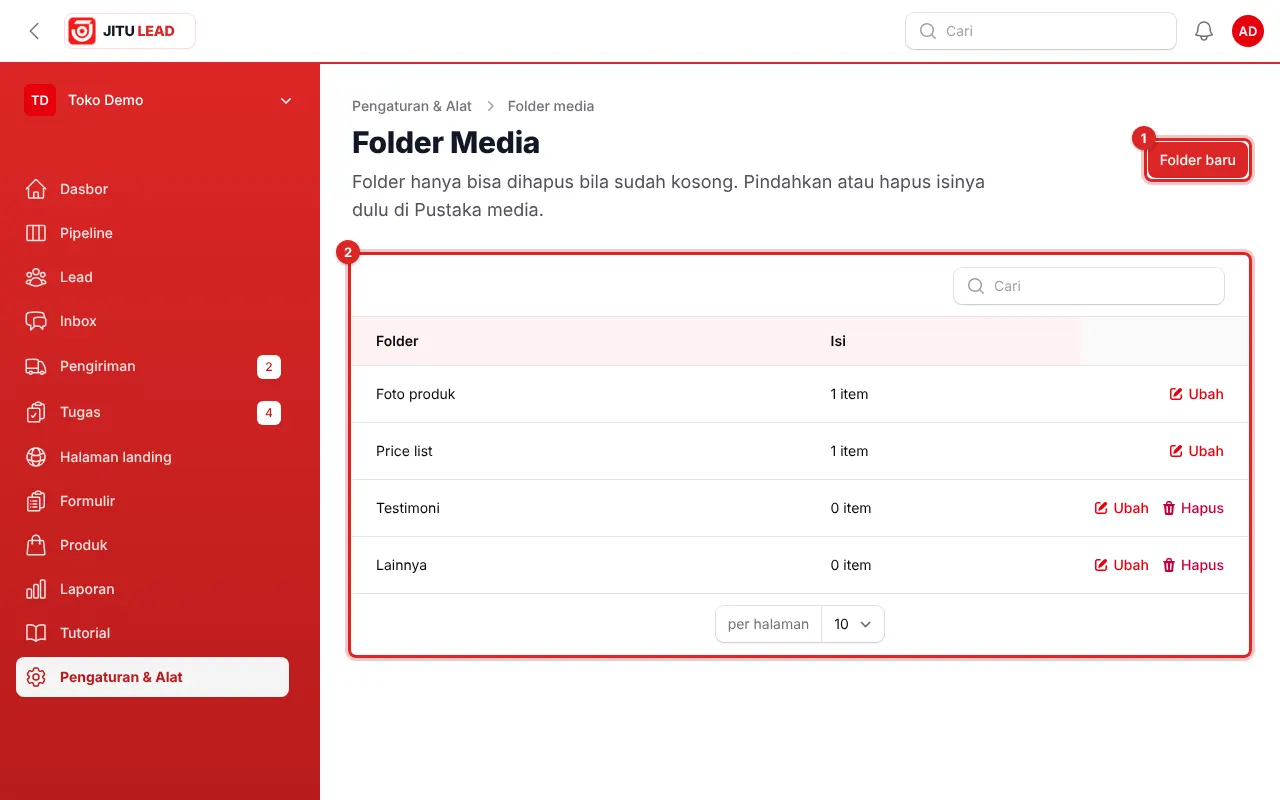 JITU LEAD
Cari
AD
TD
Toko Demo
Dasbor
Pipeline
Lead
Inbox
Pengiriman
2
Tugas
4
Halaman landing
Formulir
Produk
Laporan
Tutorial
Pengaturan & Alat
Pengaturan & Alat
Folder media
Folder Media
Folder hanya bisa dihapus bila sudah kosong. Pindahkan atau hapus isinya
dulu di Pustaka media.
1
Folder baru
2
Cari
Folder Isi
Foto produk 1 item Ubah
Price list 1 item Ubah
Testimoni 0 item Ubah Hapus
Lainnya 0 item Ubah Hapus
per halaman 10